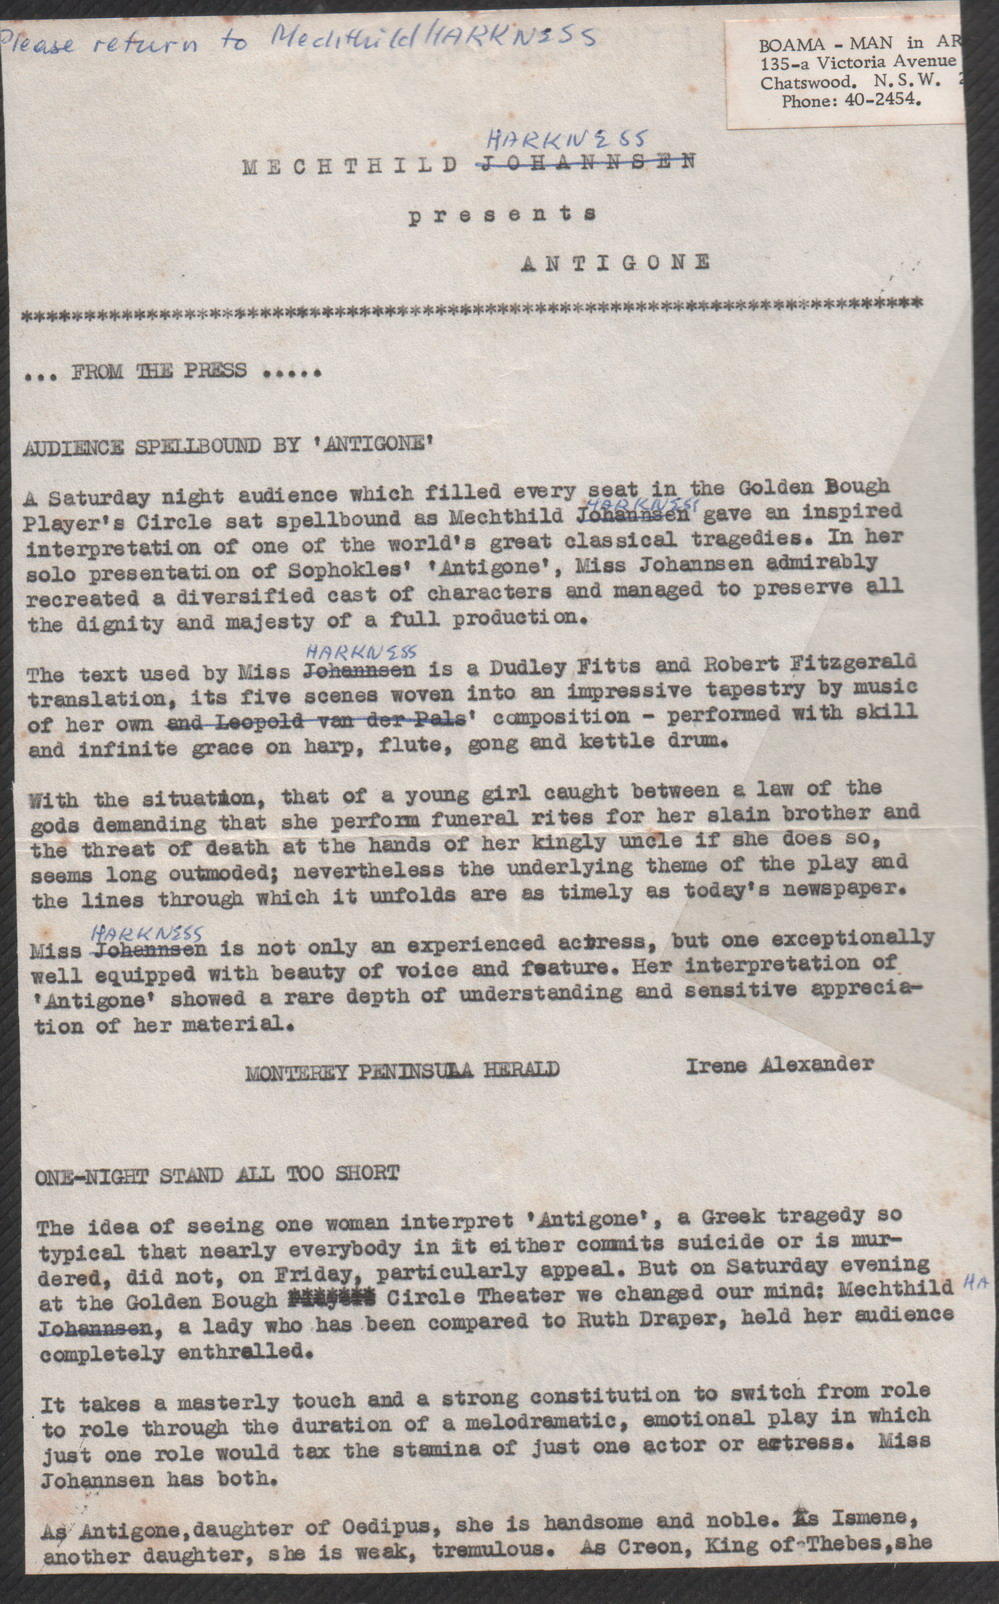 Please return to Mechthild HARKNESS
BOAMA - MAN in AR
135-a Victoria Avenue
Chatswood. N.S.W. 2
Phone: 40-2454.
HARKNESS
MECHTHILD JOHANNSEN
presents
ANTIGONE
************************************************************************
... FROM THE PRESS .....
AUDIENCE SPELLBOUND BY 'ANTIGONE'
A Saturday night audience which filled every seat in the Golden Bough
HARKNESS
Player's Circle sat spellbound as Mechthild Johannsen gave an inspired
interpretation of one of the world's great classical tragedies. In her
solo presentation of Sophokles' 'Antigone', Miss Johannsen admirably
recreated a diversified cast of characters and managed to preserve all
the dignity and majesty of a full production.
HARKNESS
The text used by Miss Johannsen is a Dudley Fitts and Robert Fitzgerald
translation, its five scenes woven into an impressive tapestry by music
of her own and Leopold van der Pals' composition - performed with skill
and infinite grace on harp, flute, gong and kettle drum.
With the situation, that of a young girl caught between a law of the
gods demanding that she perform funeral rites for her slain brother and
the threat of death at the hands of her kingly uncle if she does so,
seems long outmoded; nevertheless the underlying theme of the play and
the lines through which it unfolds are as timely as today's newspaper.
HARKNESS
Miss Johannsen is not only an experienced actress, but one exceptionally
well equipped with beauty of voice and feature. Her interpretation of
'Antigone' showed a rare depth of understanding and sensitive apprecia-
tion of her material.
MONTEREY PENINSULA HERALD Irene Alexander
ONE-NIGHT STAND ALL TOO SHORT
The idea of seeing one woman interpret 'Antigone', a Greek tragedy so
typical that nearly everybody in it either commits suicide or is mur-
dered, did not, on Friday, particularly appeal. But on Saturday evening
at the Golden Bough Players Circle Theater we changed our mind: Mechthild HA
Johannsen, a lady who has been compared to Ruth Draper, held her audience
completely enthralled.
It takes a masterly touch and a strong constitution to switch from role
to role through the duration of a melodramatic, emotional play in which
just one role would tax the stamina of just one actor or actress. Miss
Johannsen has both.
As Antigone, daughter of Oedipus, she is handsome and noble. As Ismene,
another daughter, she is weak, tremulous. As Creon, King of Thebes, she